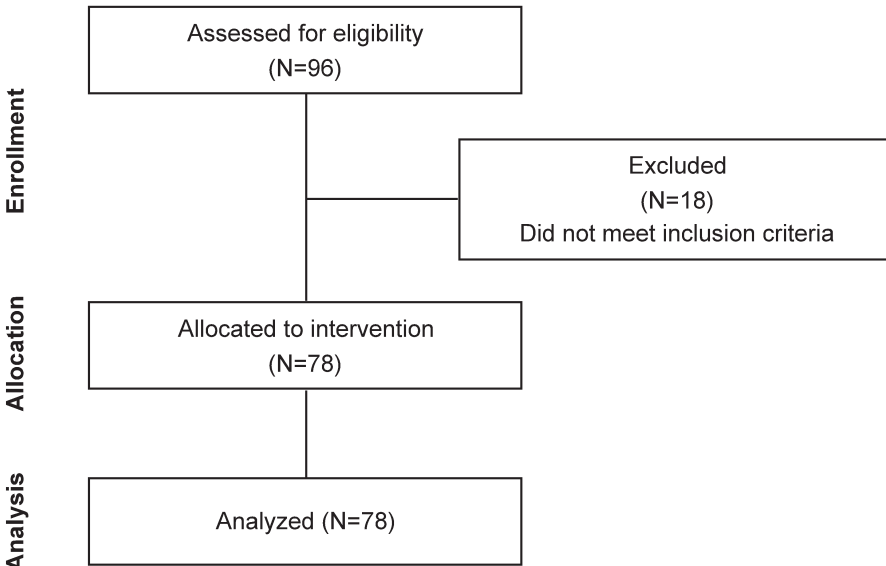 Enrollment
Assessed for eligibility
(N=96)
Excluded
(N=18)
Did not meet inclusion criteria
Allocation
Allocated to intervention
(N=78)
Analysis
Analyzed (N=78)